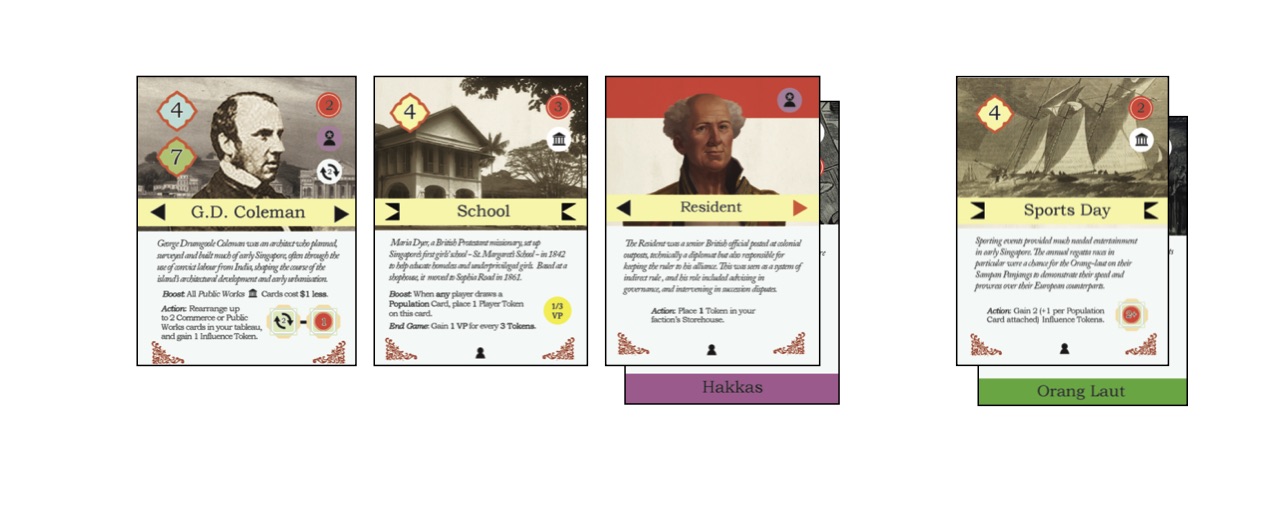 4
7
2
2
G.D. Coleman
George Drumgoole Coleman was an architect who planned,
surveyed and built much of early Singapore, often through the
use of convict labour from India, shaping the course of the
island's architectural development and early urbanisation.
Boost: All Public Works Cards cost $1 less.
Action: Rearrange up
to 2 Commerce or Public
Works cards in your tableau,
and gain 1 Influence Token.
2
4
3
School
Maria Dyer, a British Protestant missionary, set up
Singapore's first girls' school – St. Margaret's School – in 1842
to help educate homeless and underprivileged girls. Based at a
shophouse, it moved to Sophia Road in 1861.
Boost: When any player draws a
Population Card, place 1 Player Token
on this card.
End Game: Gain 1 VP for every 3 Tokens.
1/3
VP
Resident
The Resident was a senior British official posted at colonial
outposts, technically a diplomat but also responsible for
keeping the ruler to his alliance. This was seen as a system of
indirect rule, and his role included advising in
governance, and intervening in succession disputes.
Action: Place 1 Token in your
faction's Storehouse.
Hakkas
4
2
Sports Day
Sporting events provided much needed entertainment
in early Singapore. The annual regatta races in
particular were a chance for the Orang-laut on their
Sampan Panjangs to demonstrate their speed and
prowess over their European counterparts.
Action: Gain 2 (+1 per Population
Card attached) Influence Tokens.
Orang Laut